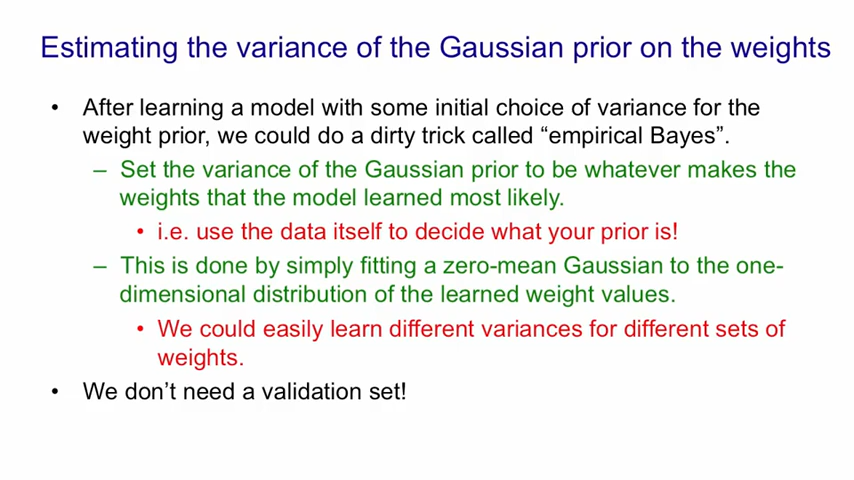 Estimating the variance of the Gaussian prior on the weights
• After learning a model with some initial choice of variance for the
weight prior, we could do a dirty trick called “empirical Bayes”.
– Set the variance of the Gaussian prior to be whatever makes the
weights that the model learned most likely.
• i.e. use the data itself to decide what your prior is!
– This is done by simply fitting a zero-mean Gaussian to the one-
dimensional distribution of the learned weight values.
• We could easily learn different variances for different sets of
weights.
• We don’t need a validation set!